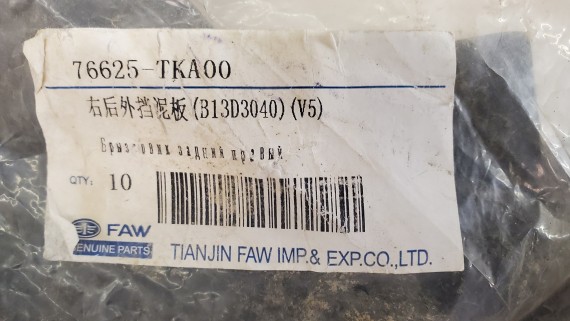 76625-TKA00
右后外挡泥板(B13D3040)(V5)
Брызговик задний правый
QTY: 10
FAW
GENUINE PARTS
TIANJIN FAW IMP.& EXP.CO.,LTD.